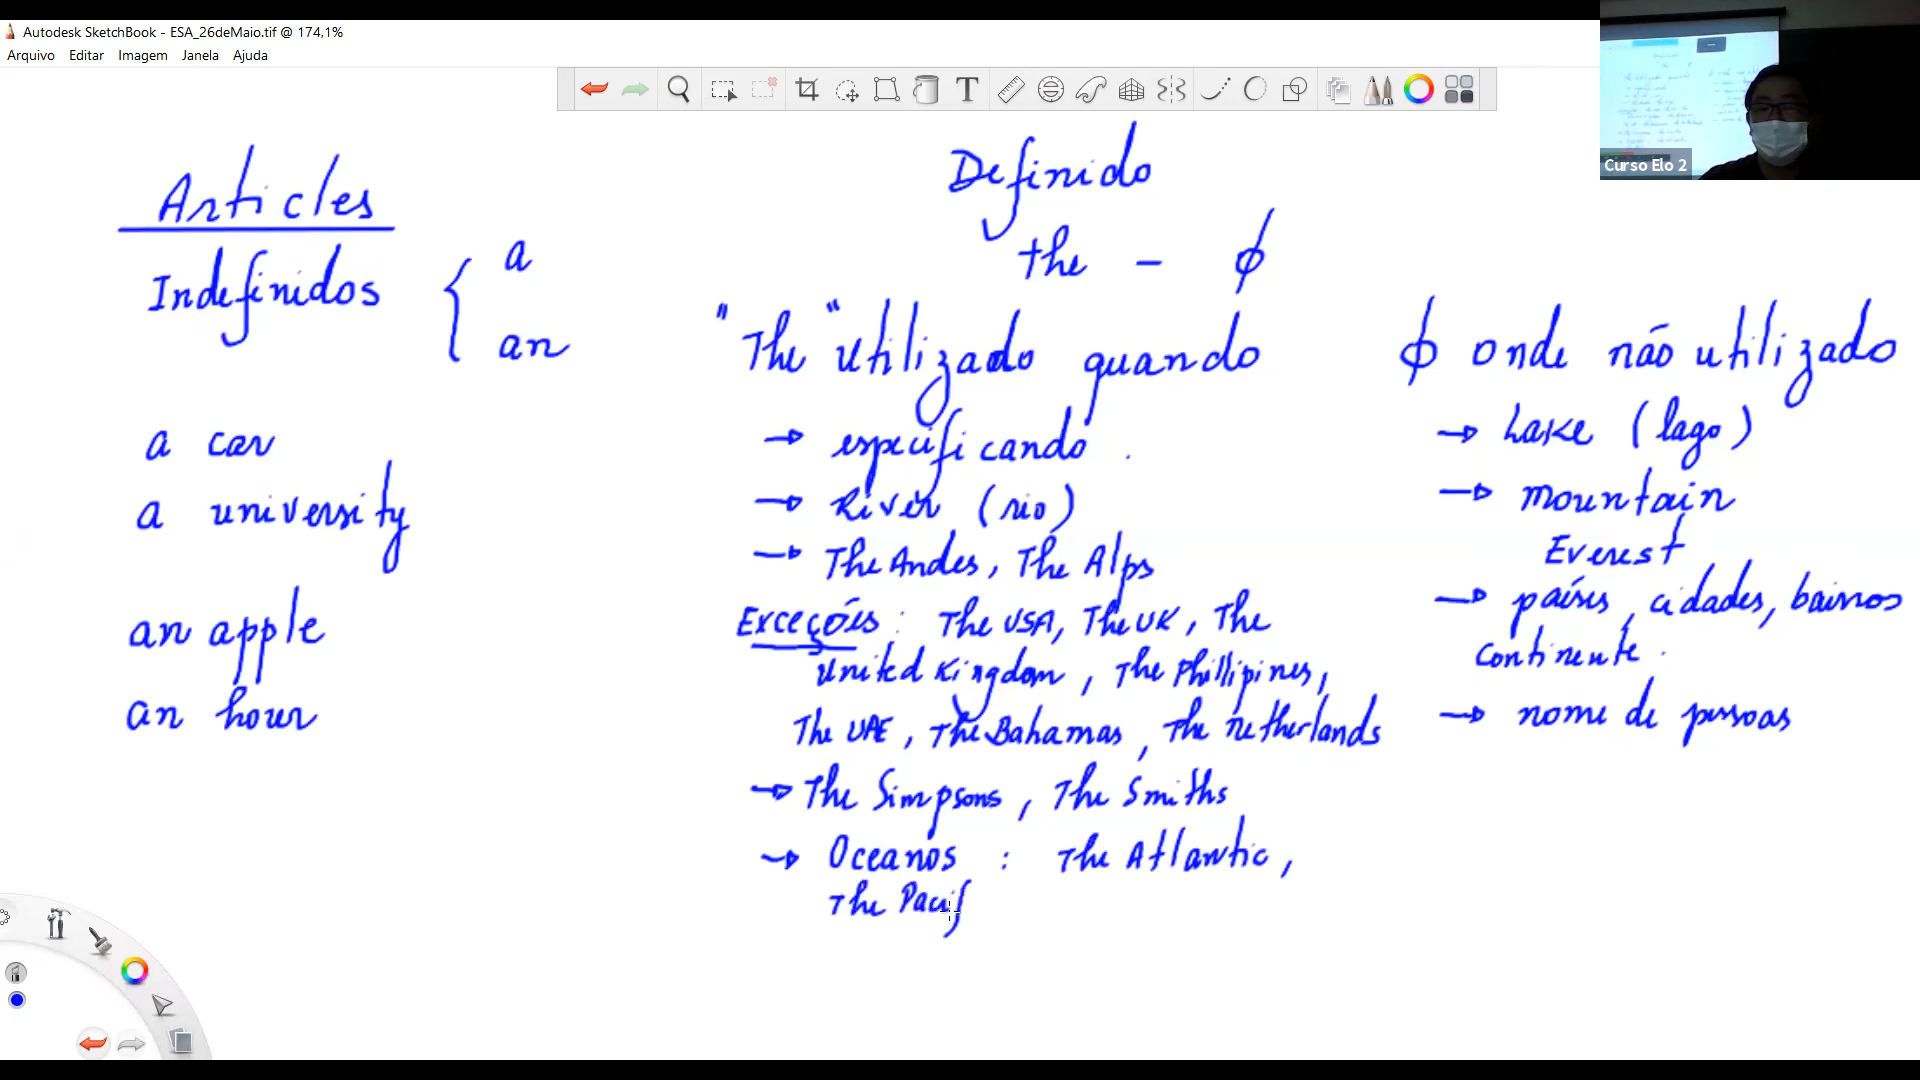 Autodesk SketchBook - ESA_26deMaio.tif @ 174,1%
Arquivo Editar Imagem Janela Ajuda
Curso Elo 2
Articles
Indefinidos { a
an
a car
a university
an apple
an hour
Definido
the - ϕ
"The" utilizado quando
→ especificando .
→ River (rio)
→ The Andes, The Alps
Exceções : The USA, The UK, The
United Kingdom, The Phillipines,
The UAE, The Bahamas, The Netherlands
→ The Simpsons, The Smiths
→ Oceanos : The Atlantic,
The Pacif
ϕ onde não utilizado
→ Lake (lago)
→ mountain
Everest
→ países, cidades, bairros
continente .
→ nome de pessoas